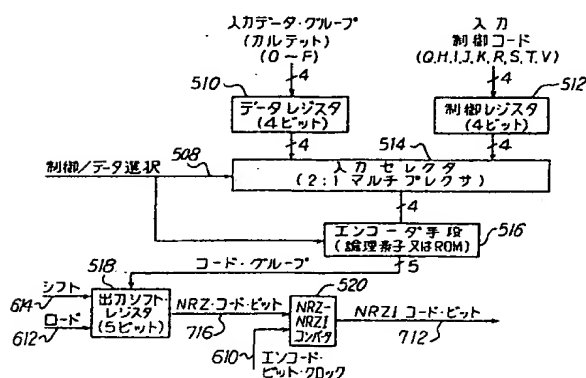 入力データ・グループ
(カルテット)
(0～F)
入力
制御コード
(Q,H,I,J,K,R,S,T,V)
510
4
4
512
データレジスタ
(4ビット)
制御レジスタ
(4ビット)
4
4
514
制御/データ選択
508
入力セレクタ
(2:1マルチプレクサ)
4
エンコーダ手段
(論理素子又はROM)
516
コード・グループ
5
518
520
シフト
614
ロード
612
出力シフト・
レジスタ
(5ビット)
NRZ・コード・ビット
716
NRZ-
NRZI
コンバータ
NRZI コード・ビット
712
610
エンコード・
ビット・クロック